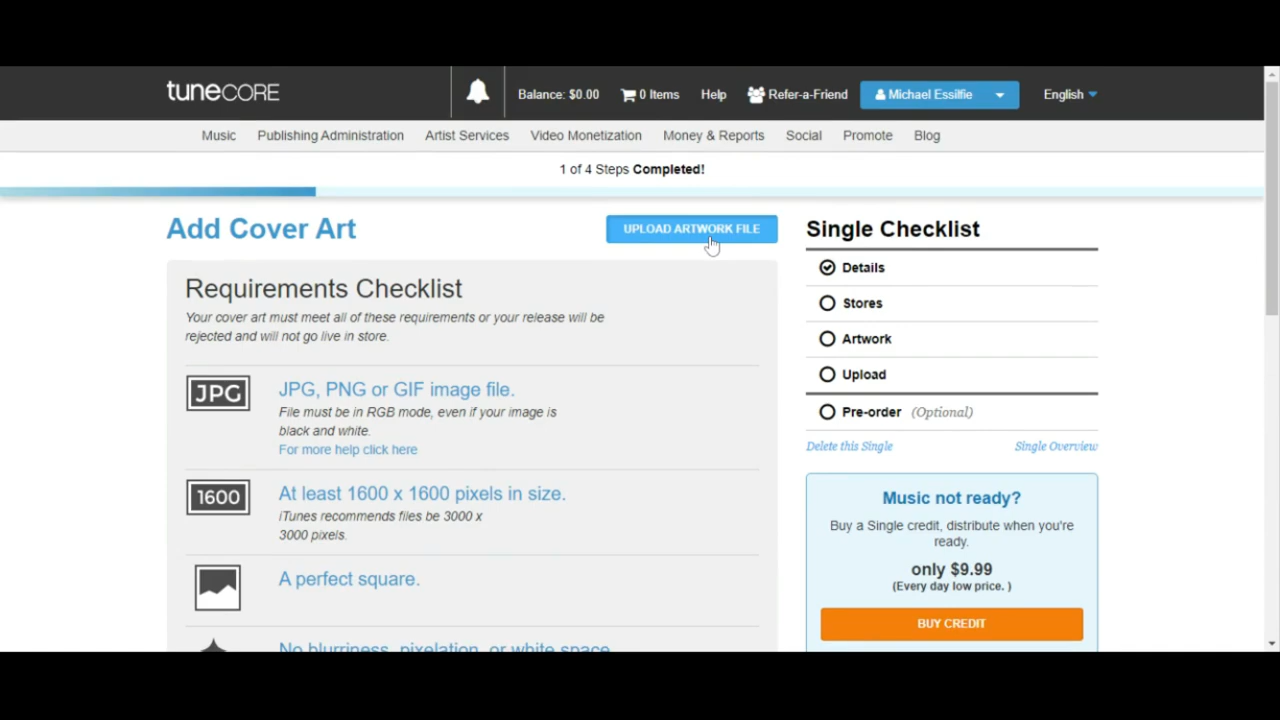 tuneCORE
Balance: $0.00
0 Items
Help
Refer-a-Friend
Michael Essilfie
English
Music
Publishing Administration
Artist Services
Video Monetization
Money & Reports
Social
Promote
Blog
1 of 4 Steps Completed!
Add Cover Art
UPLOAD ARTWORK FILE
Requirements Checklist
Your cover art must meet all of these requirements or your release will be
rejected and will not go live in store.
JPG
JPG, PNG or GIF image file.
File must be in RGB mode, even if your image is
black and white.
For more help click here
1600
At least 1600 x 1600 pixels in size.
iTunes recommends files be 3000 x
3000 pixels.
A perfect square.
No blurriness, pixelation, or white space
Single Checklist
Details
Stores
Artwork
Upload
Pre-order (Optional)
Delete this Single
Single Overview
Music not ready?
Buy a Single credit, distribute when you're
ready.
only $9.99
(Every day low price. )
BUY CREDIT